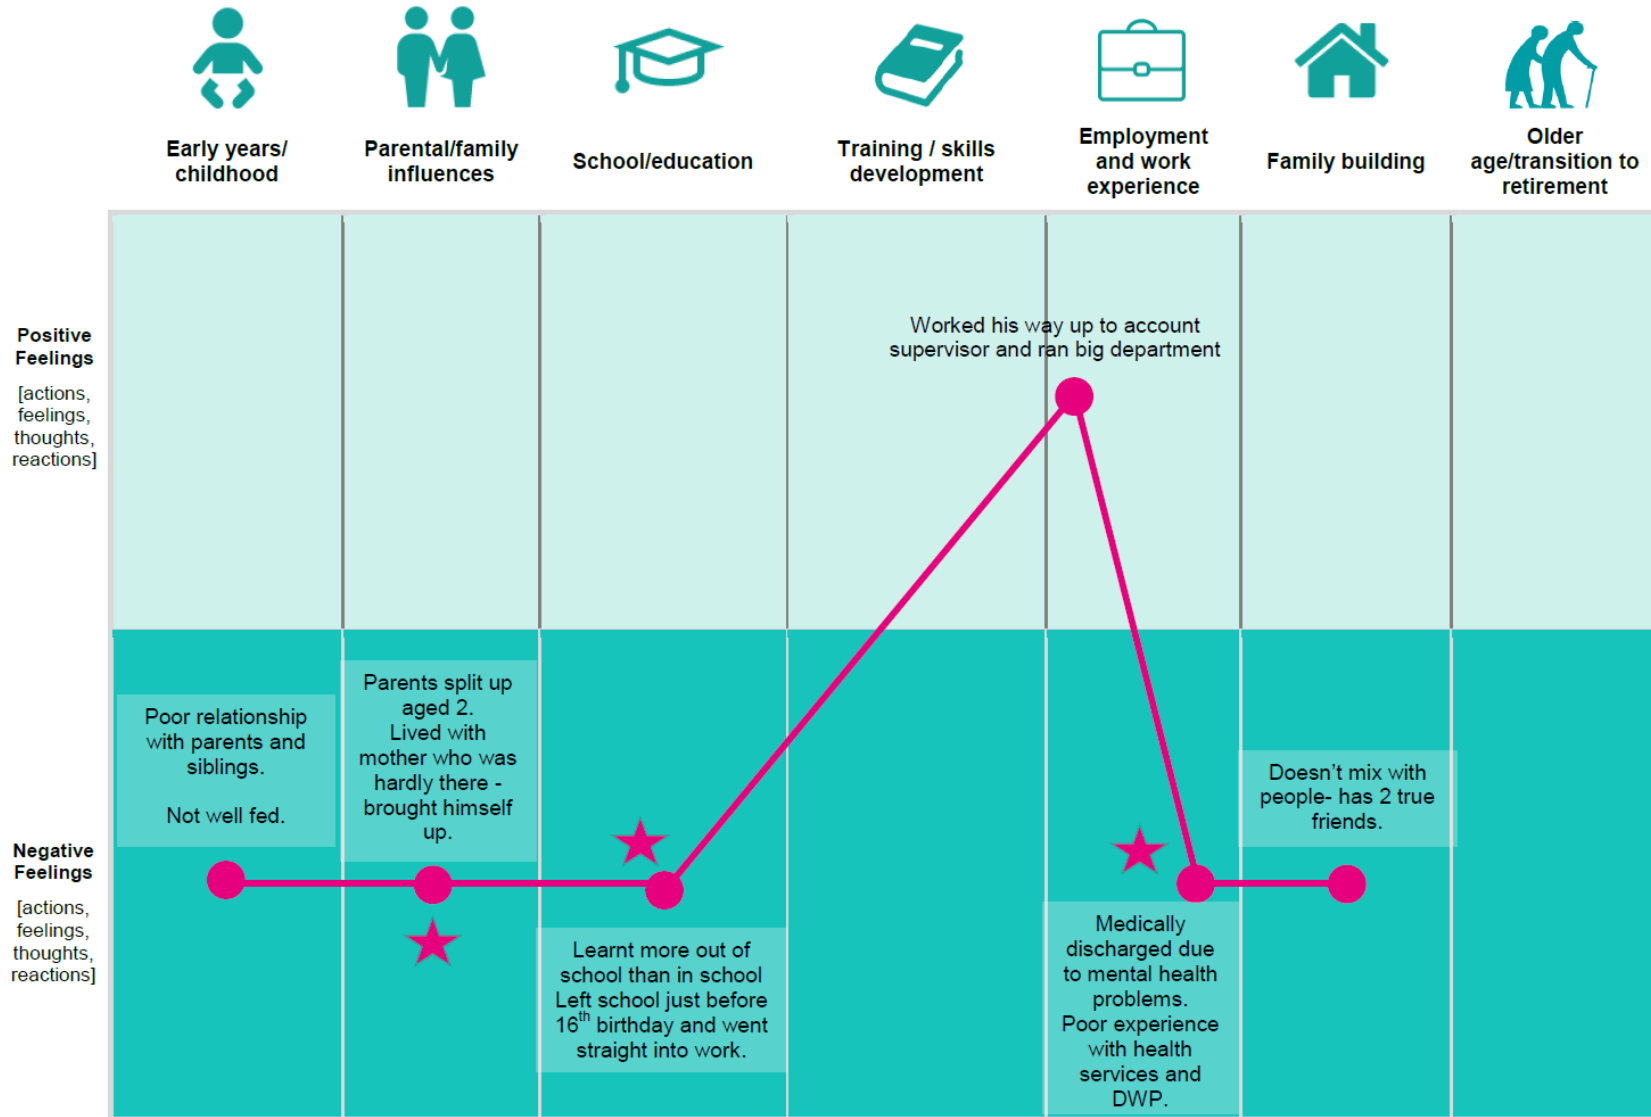 Early years/
childhood
Parental/family
influences
School/education
Training / skills
development
Employment
and work
experience
Family building
Older
age/transition to
retirement
Positive
Feelings
[actions,
feelings,
thoughts,
reactions]
Worked his way up to account
supervisor and ran big department
Negative
Feelings
[actions,
feelings,
thoughts,
reactions]
Poor relationship
with parents and
siblings.
Not well fed.
Parents split up
aged 2.
Lived with
mother who was
hardly there -
brought himself
up.
Learnt more out of
school than in school
Left school just before
16th birthday and went
straight into work.
Medically
discharged due
to mental health
problems.
Poor experience
with health
services and
DWP.
Doesn't mix with
people- has 2 true
friends.